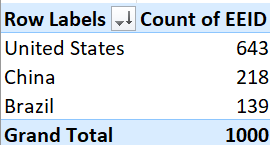 Row Labels Count of EEID
United States 643
China 218
Brazil 139
Grand Total 1000